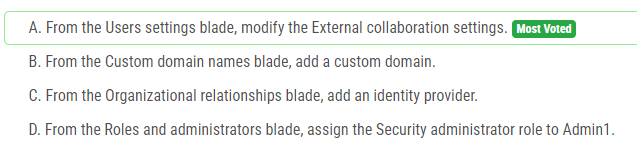 A. From the Users settings blade, modify the External collaboration settings. Most Voted
B. From the Custom domain names blade, add a custom domain.
C. From the Organizational relationships blade, add an identity provider.
D. From the Roles and administrators blade, assign the Security administrator role to Admin1.